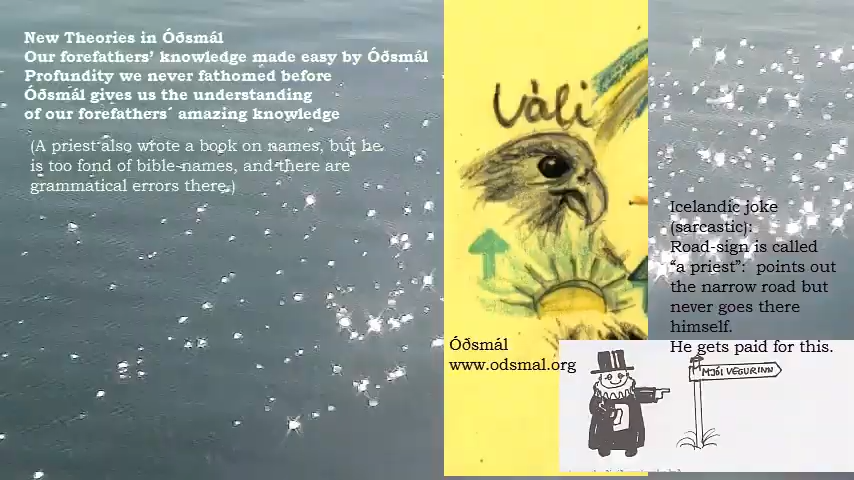 New Theories in Óðsmál
Our forefathers’ knowledge made easy by Óðsmál
Profundity we never fathomed before
Óðsmál gives us the understanding
of our forefathers´ amazing knowledge
(A priest also wrote a book on names, but he
is too fond of bible-names, and there are
grammatical errors there.)
Váli
Óðsmál
www.odsmal.org
Icelandic joke
(sarcastic):
Road-sign is called
“a priest”:  points out
the narrow road but
never goes there
himself.
He gets paid for this.
MJÓI VEGURINN